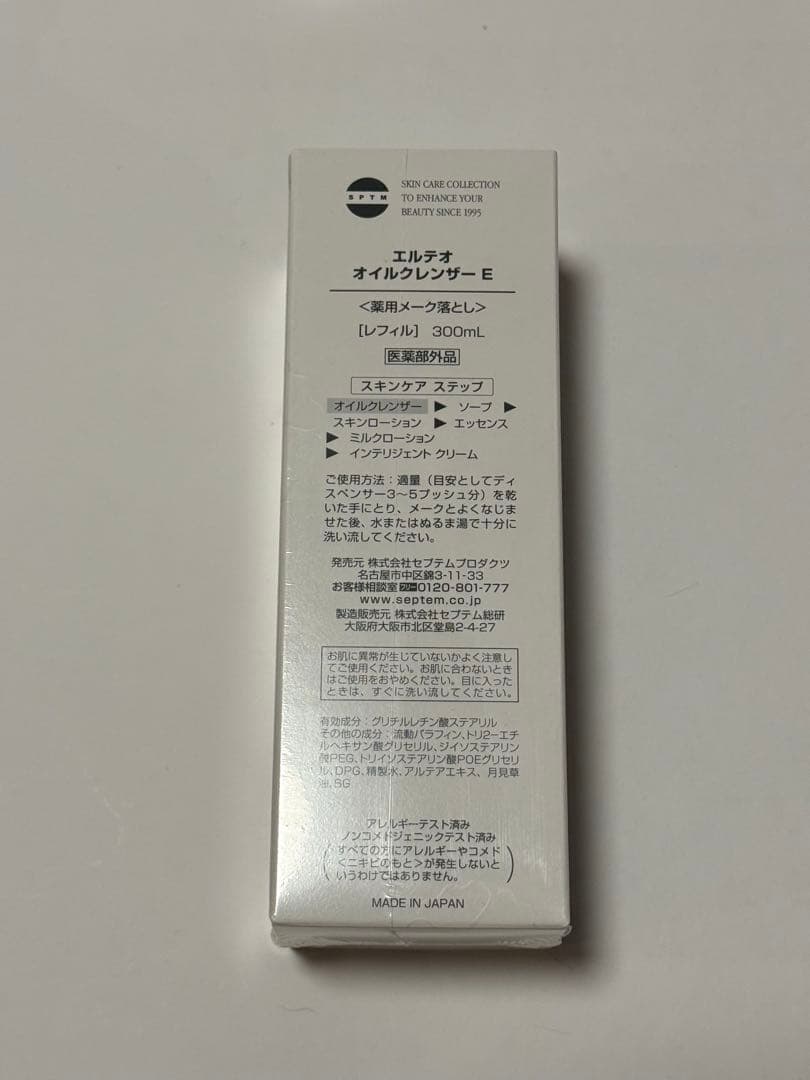 SPTM
SKIN CARE COLLECTION
TO ENHANCE YOUR
BEAUTY SINCE 1995
エルテオ
オイルクレンザー E
＜薬用メーク落とし＞
［レフィル］ 300mL
医薬部外品
スキンケア ステップ
オイルクレンザー ▶ ソープ ▶
スキンローション ▶ エッセンス
▶ ミルクローション
▶ インテリジェント クリーム
ご使用方法：適量（目安としてディ
スペンサー3〜5プッシュ分）を乾
いた手にとり、メークとよくなじま
せた後、水またはぬるま湯で十分に
洗い流してください。
発売元 株式会社セプテムプロダクツ
名古屋市中区錦3-11-33
お客様相談室 フリー 0120-801-777
www.septem.co.jp
製造販売元 株式会社セプテム総研
大阪府大阪市北区堂島2-4-27
お肌に異常が生じていないかよく注意し
てご使用ください。お肌に合わないとき
はご使用をおやめください。目に入った
ときは、すぐに洗い流してください。
有効成分：グリチルレチン酸ステアリル
その他の成分：流動パラフィン、トリ2-エチ
ルヘキサン酸グリセリル、ジイソステアリン
酸PEG、トリイソステアリン酸POEグリセリ
ル、DPG、精製水、アルテアエキス、月見草
油、BG
アレルギーテスト済み
ノンコメドジェニックテスト済み
（すべての方にアレルギーやコメド
＜ニキビのもと＞が発生しないと
いうわけではありません。）
MADE IN JAPAN